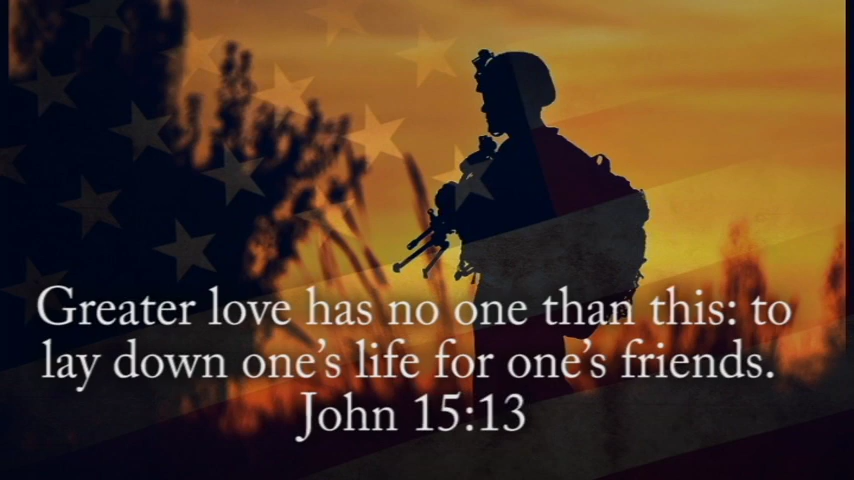 Greater love has no one than this: to
lay down one’s life for one’s friends.
John 15:13